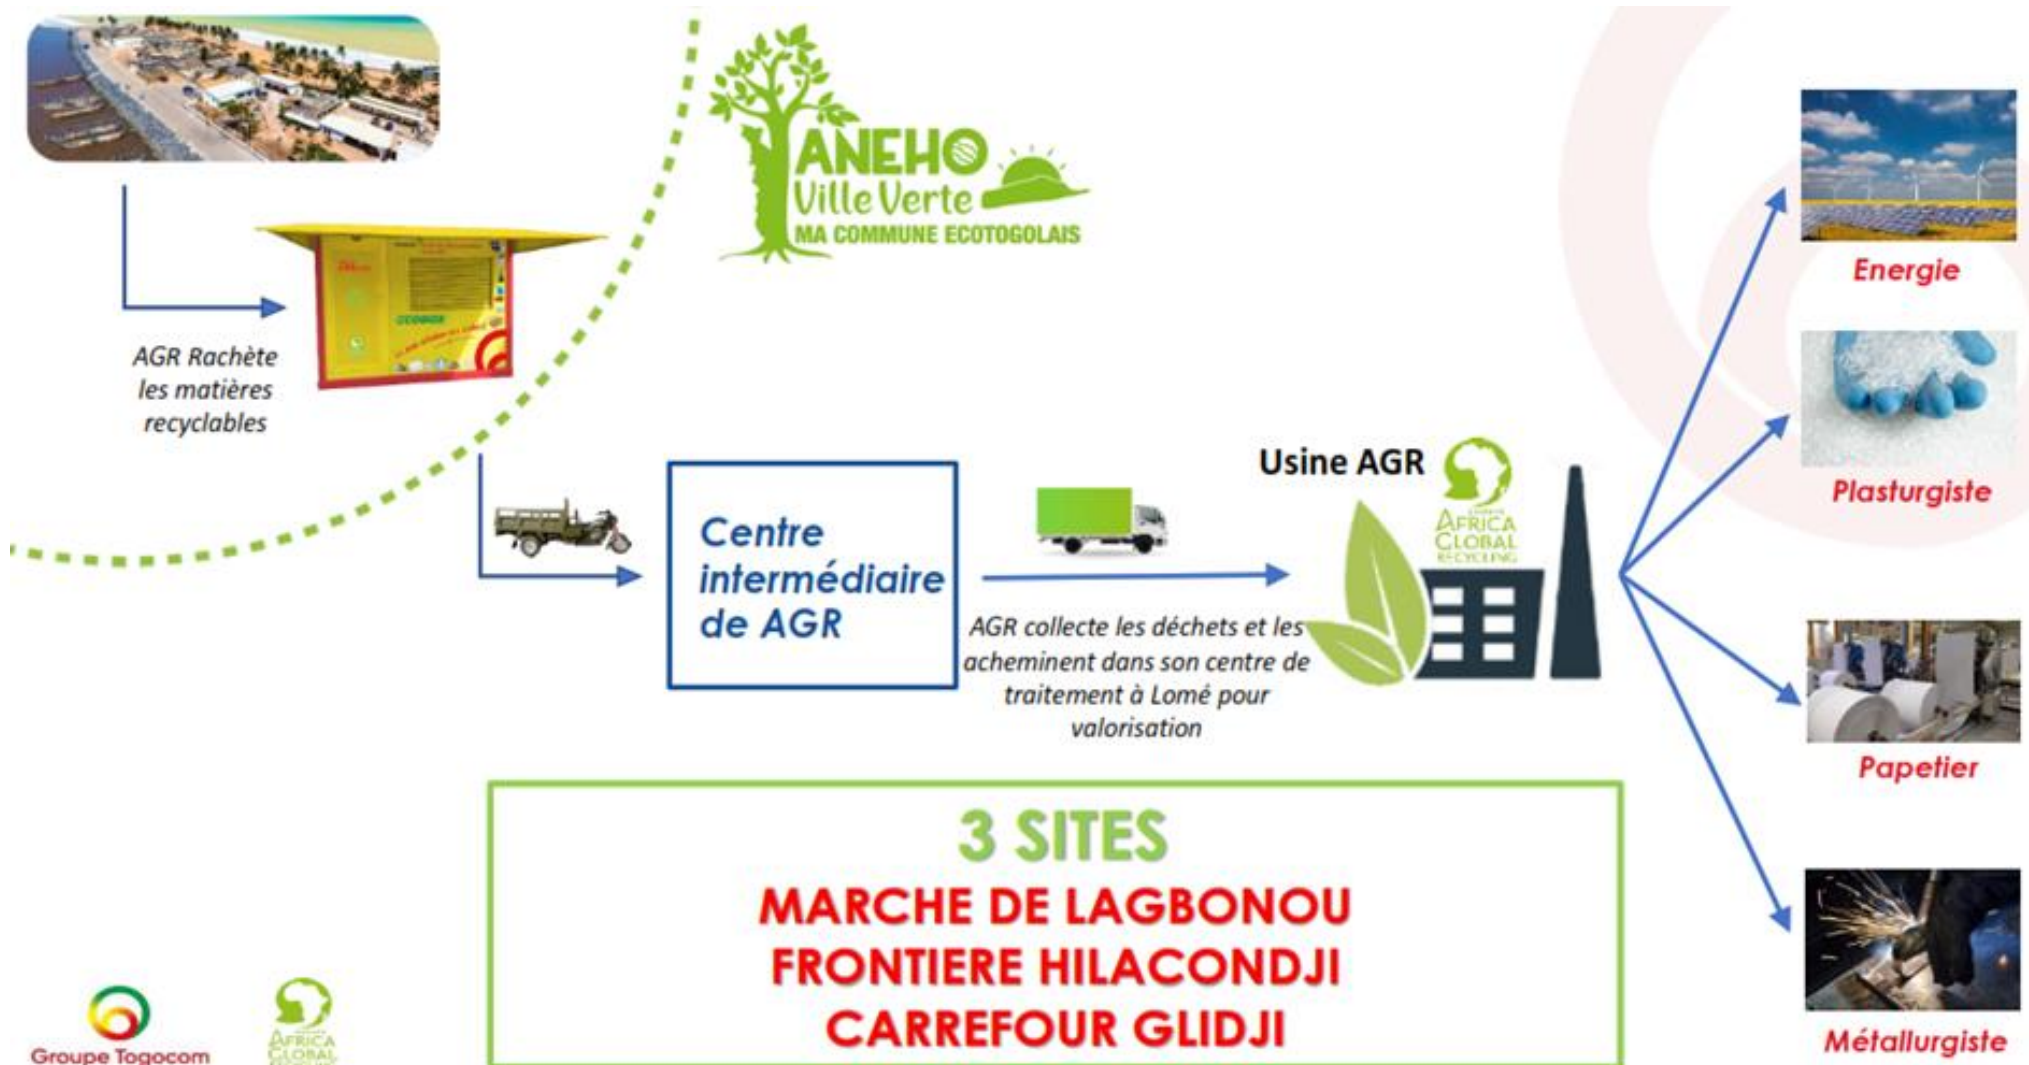 ANEHO
Ville Verte
MA COMMUNE ECOTOGOLAIS
AGR Rachète
les matières
recyclables
ECOBOX
Centre
intermédiaire
de AGR
AGR collecte les déchets et les
acheminent dans son centre de
traitement à Lomé pour
valorisation
Usine AGR
AFRICA
GLOBAL
RECYCLING
Energie
Plasturgiste
Papetier
Métallurgiste
3 SITES
MARCHE DE LAGBONOU
FRONTIERE HILACONDJI
CARREFOUR GLIDJI
Groupe Togocom
AFRICA
GLOBAL